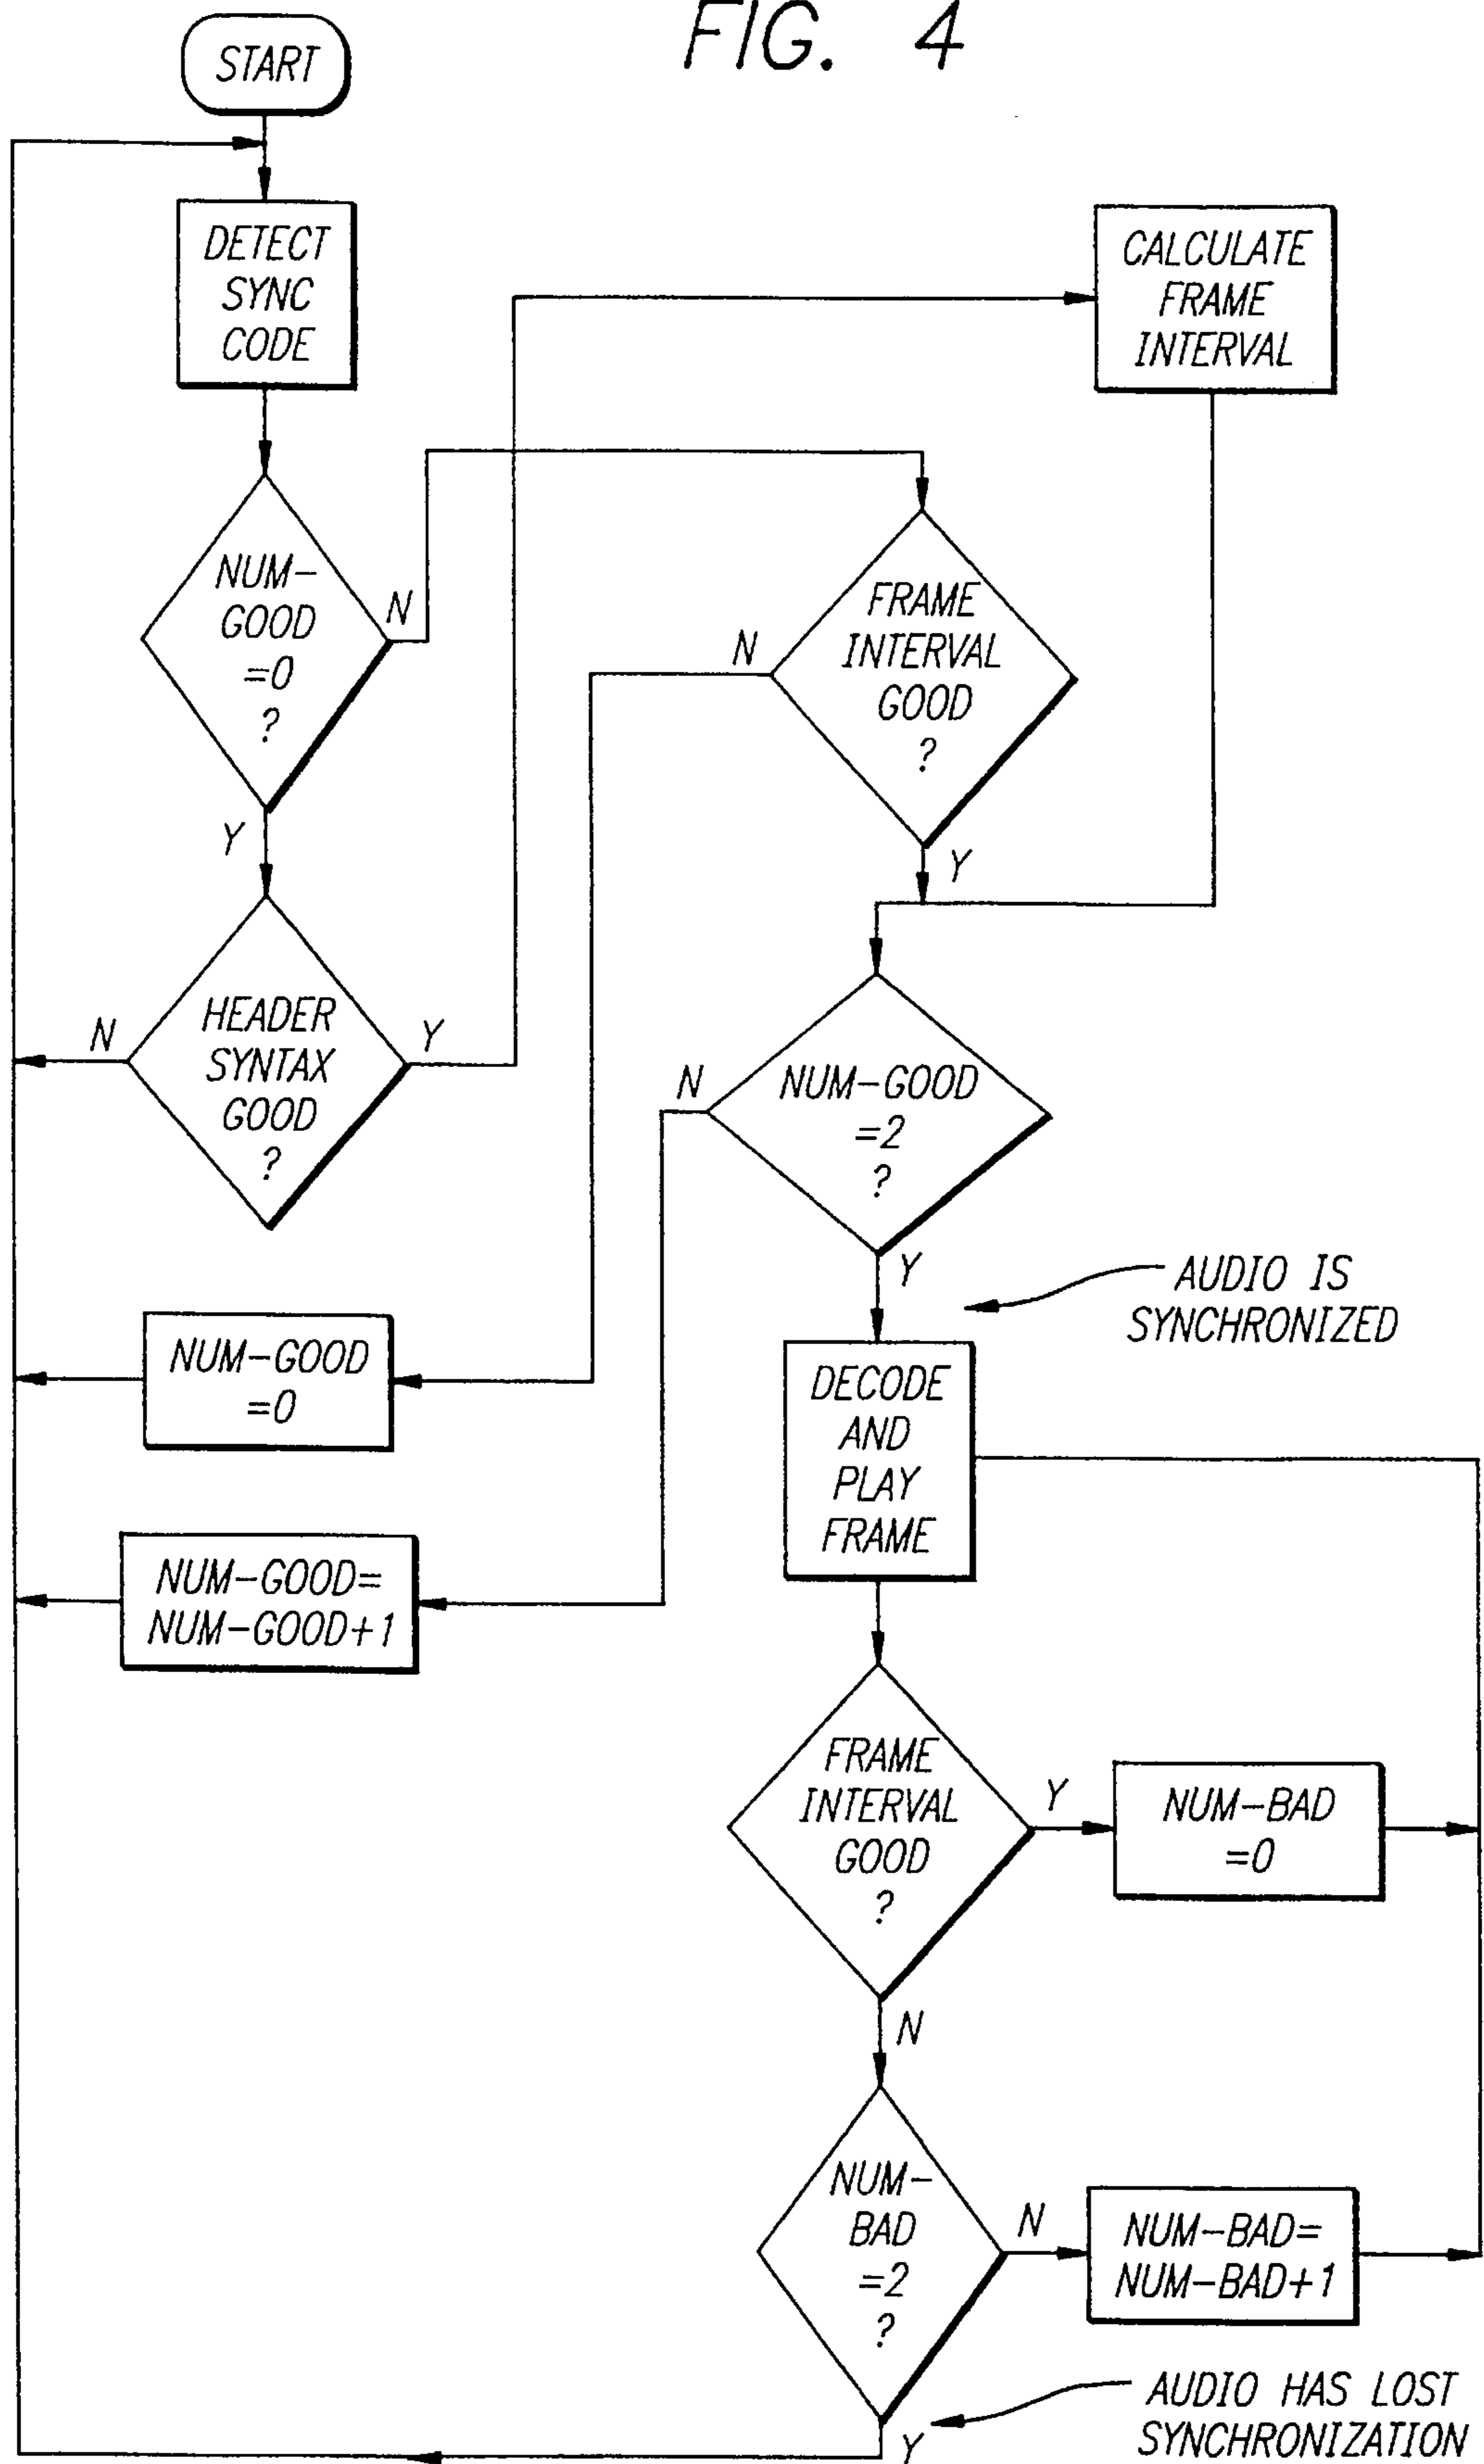 FIG. 4
START
DETECT
SYNC
CODE
CALCULATE
FRAME
INTERVAL
NUM-
GOOD
=0
?
N
Y
FRAME
INTERVAL
GOOD
?
N
Y
HEADER
SYNTAX
GOOD
?
N
Y
NUM-GOOD
=2
?
N
Y
AUDIO IS
SYNCHRONIZED
NUM-GOOD
=0
DECODE
AND
PLAY
FRAME
NUM-GOOD=
NUM-GOOD+1
FRAME
INTERVAL
GOOD
?
Y
N
NUM-BAD
=0
NUM-
BAD
=2
?
N
Y
NUM-BAD=
NUM-BAD+1
AUDIO HAS LOST
SYNCHRONIZATION